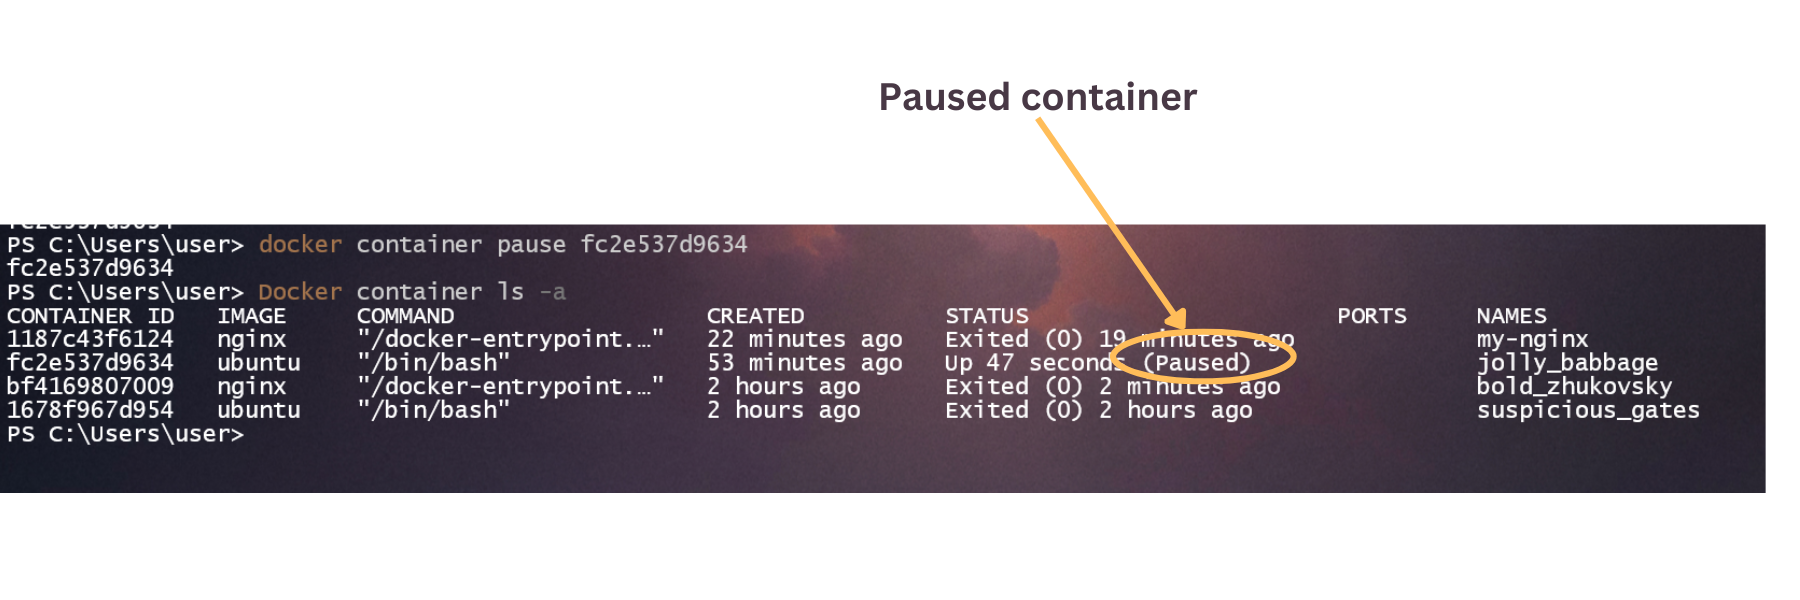 Paused container
fc2e537d9634
PS C:\Users\user> docker container pause fc2e537d9634
fc2e537d9634
PS C:\Users\user> Docker container ls -a
CONTAINER ID   IMAGE     COMMAND                  CREATED          STATUS                      PORTS     NAMES
1187c43f6124   nginx     "/docker-entrypoint.…"   22 minutes ago   Exited (0) 19 minutes ago             my-nginx
fc2e537d9634   ubuntu    "/bin/bash"              53 minutes ago   Up 47 seconds (Paused)                jolly_babbage
bf4169807009   nginx     "/docker-entrypoint.…"   2 hours ago      Exited (0) 2 minutes ago              bold_zhukovsky
1678f967d954   ubuntu    "/bin/bash"              2 hours ago      Exited (0) 2 hours ago                suspicious_gates
PS C:\Users\user>